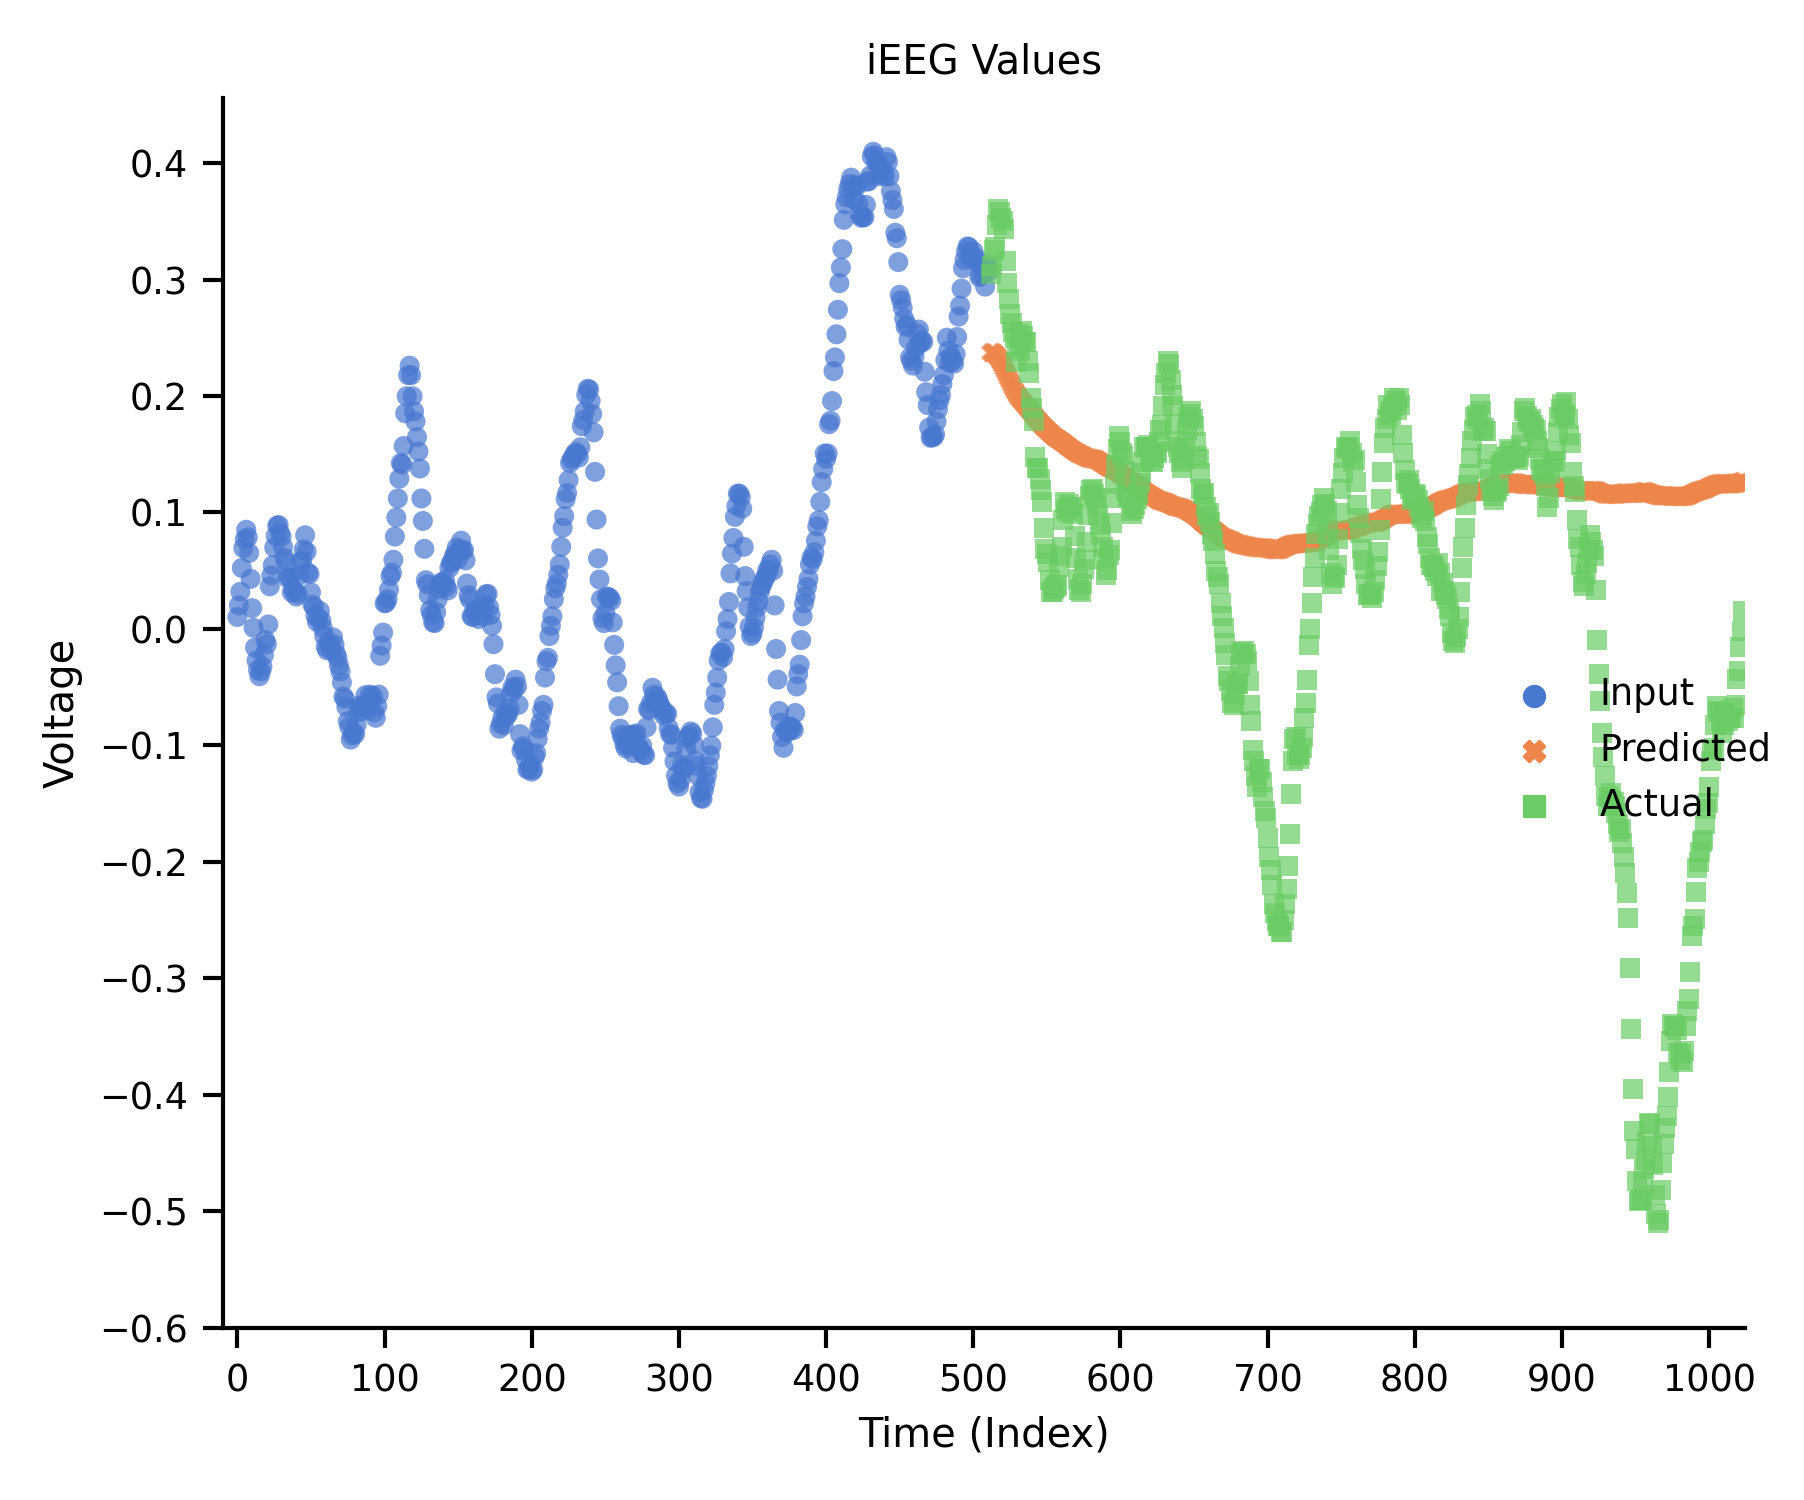 iEEG Values
Voltage
0.4
0.3
0.2
0.1
0.0
−0.1
−0.2
−0.3
−0.4
−0.5
−0.6
Input
Predicted
Actual
0 100 200 300 400 500 600 700 800 900 1000
Time (Index)